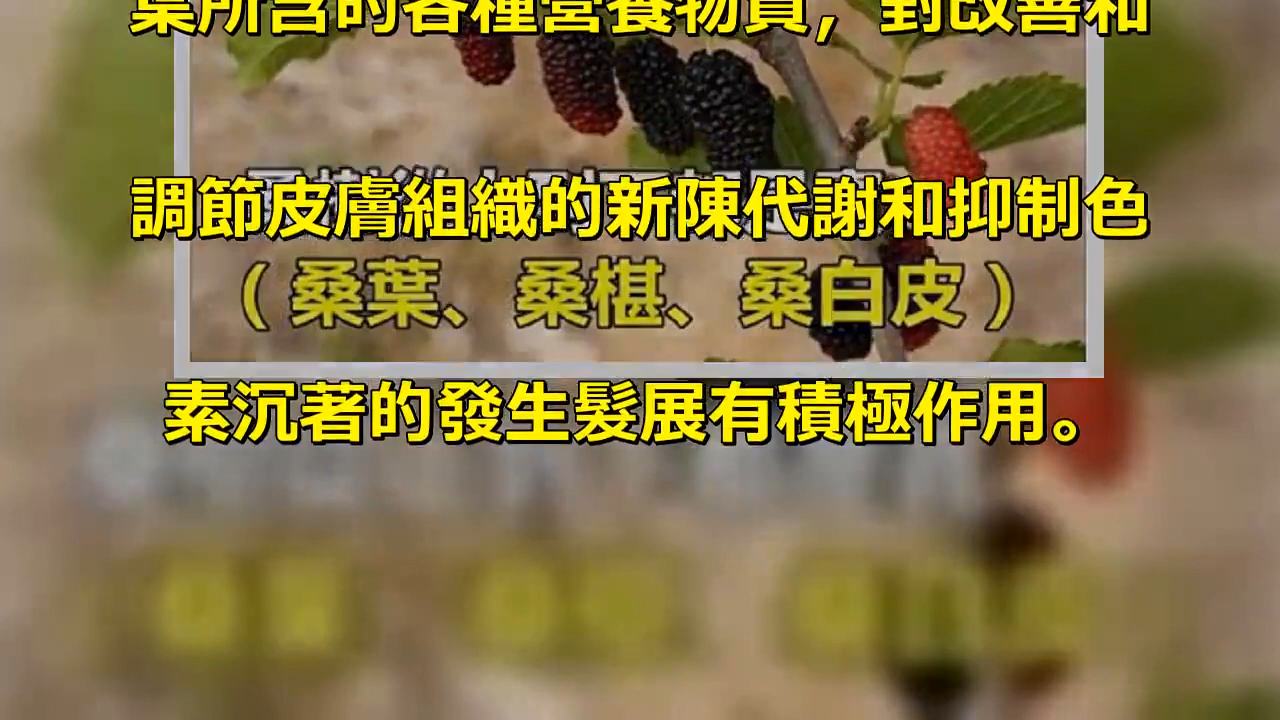 葉所含的各種營養物質，對改善和
調節皮膚組織的新陳代謝和抑制色
（桑葉、桑椹、桑白皮）
素沉著的發生髮展有積極作用。